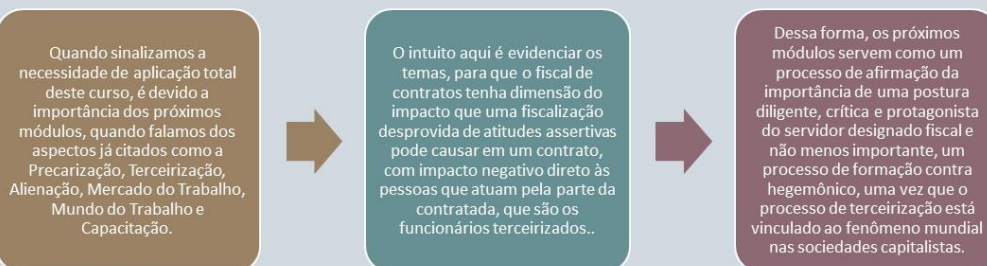 Quando sinalizamos a
necessidade de aplicação total
deste curso, é devido a
importância dos próximos
módulos, quando falamos dos
aspectos já citados como a
Precarização, Terceirização,
Alienação, Mercado do Trabalho,
Mundo do Trabalho e
Capacitação.
O intuito aqui é evidenciar os
temas, para que o fiscal de
contratos tenha dimensão do
impacto que uma fiscalização
desprovida de atitudes assertivas
pode causar em um contrato,
com impacto negativo direto às
pessoas que atuam pela parte da
contratada, que são os
funcionários terceirizados..
Dessa forma, os próximos
módulos servem como um
processo de afirmação da
importância de uma postura
diligente, crítica e protagonista
do servidor designado fiscal e
não menos importante, um
processo de formação contra
hegemônico, uma vez que o
processo de terceirização está
vinculado ao fenômeno mundial
nas sociedades capitalistas.